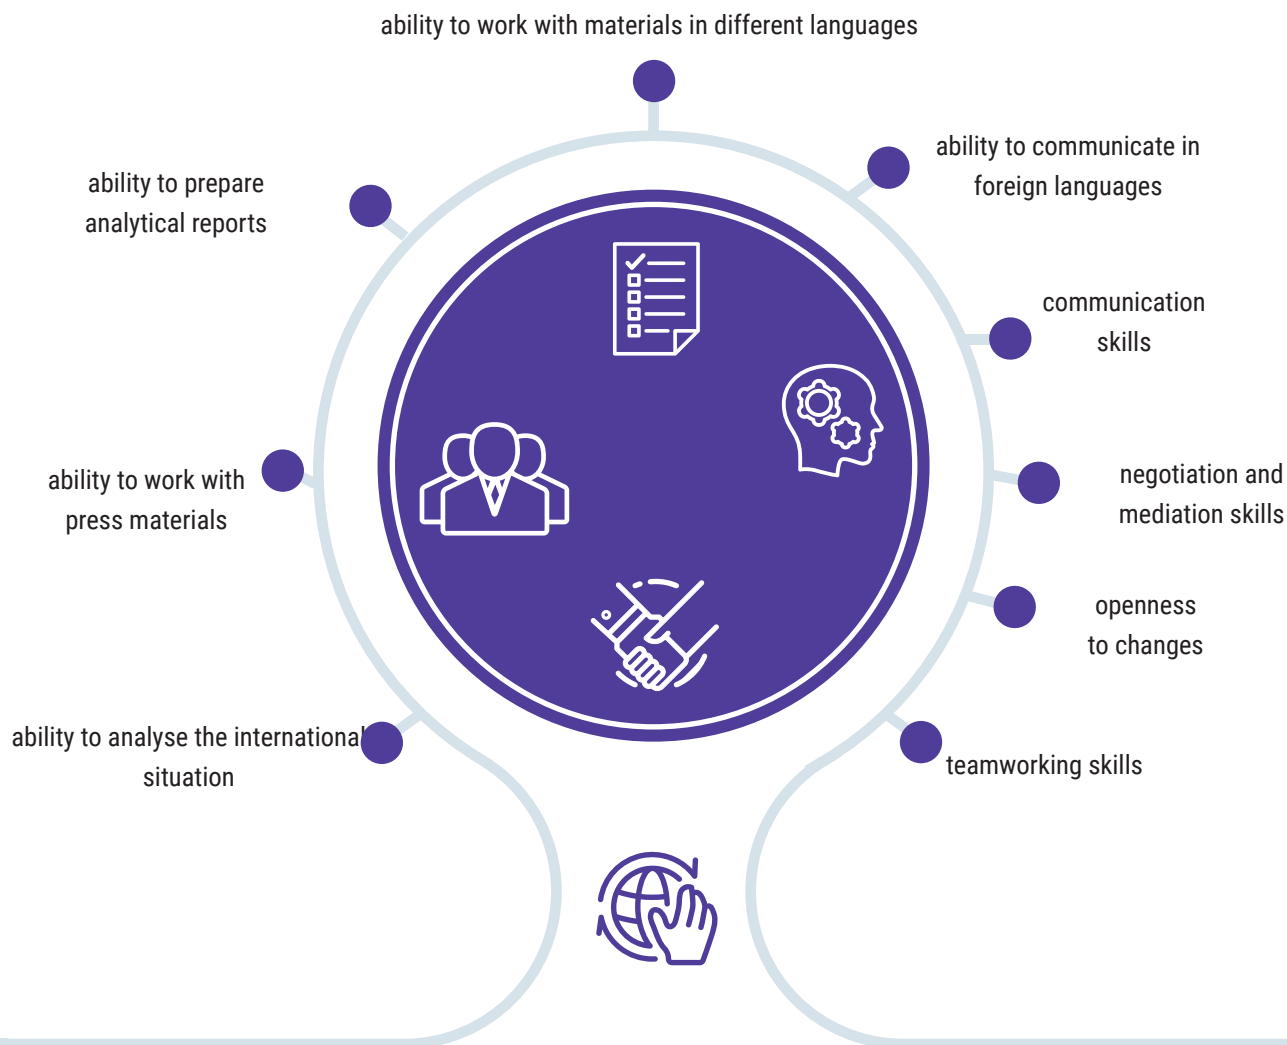 ability to work with materials in different languages
ability to communicate in
foreign languages
ability to prepare
analytical reports
communication
skills
negotiation and
mediation skills
ability to work with
press materials
openness
to changes
ability to analyse the international
situation
teamworking skills